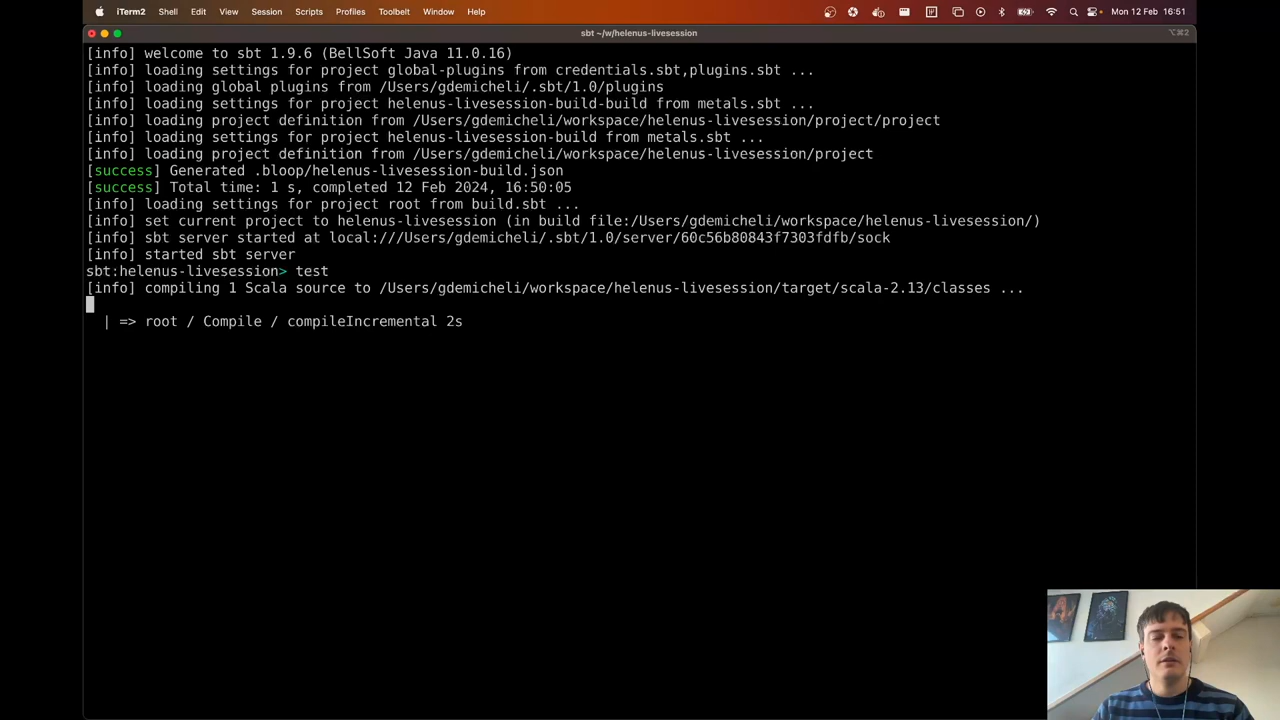 iTerm2 Shell Edit View Session Scripts Profiles Toolbelt Window Help Mon 12 Feb 16:51
sbt ~/w/helenus-livesession ⌥⌘2
[info] welcome to sbt 1.9.6 (BellSoft Java 11.0.16)
[info] loading settings for project global-plugins from credentials.sbt,plugins.sbt ...
[info] loading global plugins from /Users/gdemicheli/.sbt/1.0/plugins
[info] loading settings for project helenus-livesession-build-build from metals.sbt ...
[info] loading project definition from /Users/gdemicheli/workspace/helenus-livesession/project/project
[info] loading settings for project helenus-livesession-build from metals.sbt ...
[info] loading project definition from /Users/gdemicheli/workspace/helenus-livesession/project
[success] Generated .bloop/helenus-livesession-build.json
[success] Total time: 1 s, completed 12 Feb 2024, 16:50:05
[info] loading settings for project root from build.sbt ...
[info] set current project to helenus-livesession (in build file:/Users/gdemicheli/workspace/helenus-livesession/)
[info] sbt server started at local:///Users/gdemicheli/.sbt/1.0/server/60c56b80843f7303fdfb/sock
[info] started sbt server
sbt:helenus-livesession> test
[info] compiling 1 Scala source to /Users/gdemicheli/workspace/helenus-livesession/target/scala-2.13/classes ...
| => root / Compile / compileIncremental 2s